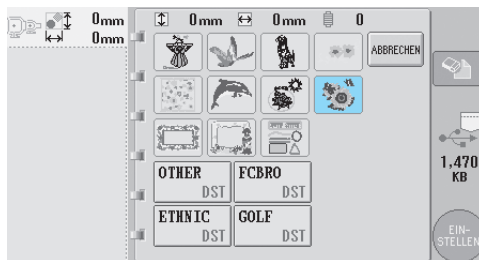 0mm
0mm
0mm 0mm 0
ABBRECHEN
1,470
KB
OTHER
DST
FCBRO
DST
ETHNIC
DST
GOLF
DST
EIN-
STELLEN